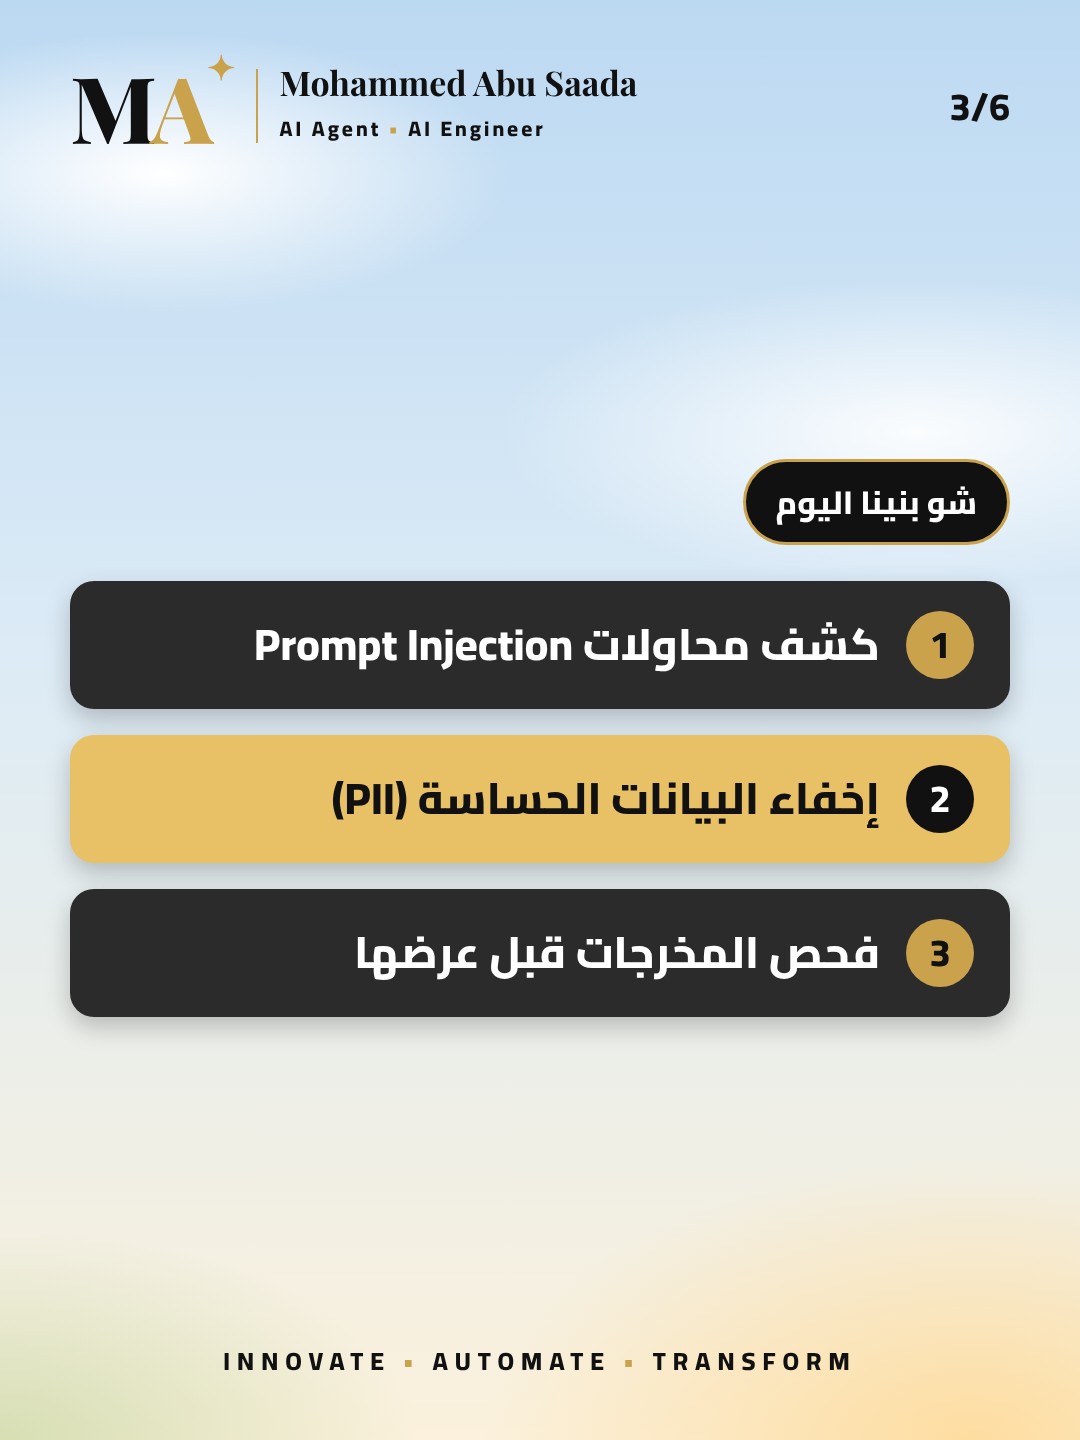 MA
Mohammed Abu Saada
AI Agent ▪ AI Engineer
3/6
شو بنينا اليوم
1 كشف محاولات Prompt Injection
2 إخفاء البيانات الحساسة (PII)
3 فحص المخرجات قبل عرضها
INNOVATE ▪ AUTOMATE ▪ TRANSFORM